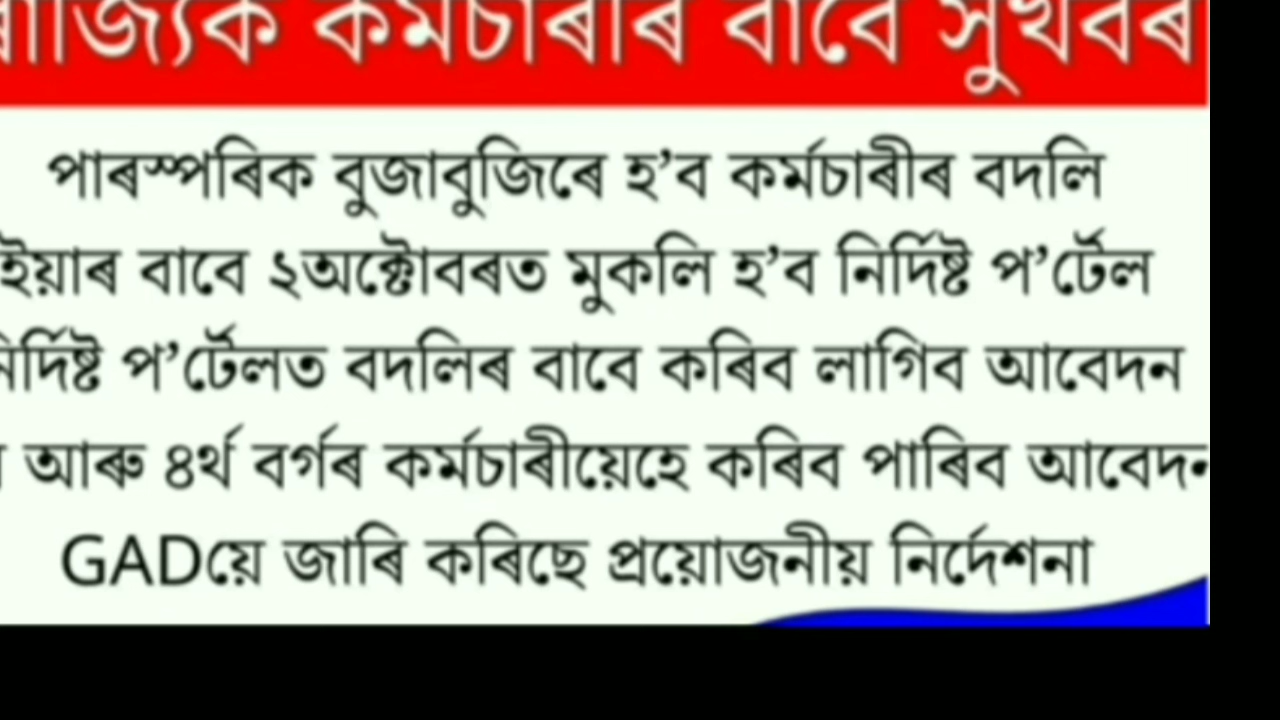 ৰাজ্যিক কৰ্মচাৰীৰ বাবে সুখবৰ
পাৰস্পৰিক বুজাবুজিৰে হ’ব কৰ্মচাৰীৰ বদলি
ইয়াৰ বাবে ২অক্টোবৰত মুকলি হ’ব নিৰ্দিষ্ট প’ৰ্টেল
নিৰ্দিষ্ট প’ৰ্টেলত বদলিৰ বাবে কৰিব লাগিব আবেদন
আৰু ৪ৰ্থ বৰ্গৰ কৰ্মচাৰীয়েহে কৰিব পাৰিব আবেদন
GADয়ে জাৰি কৰিছে প্ৰয়োজনীয় নিৰ্দেশনা